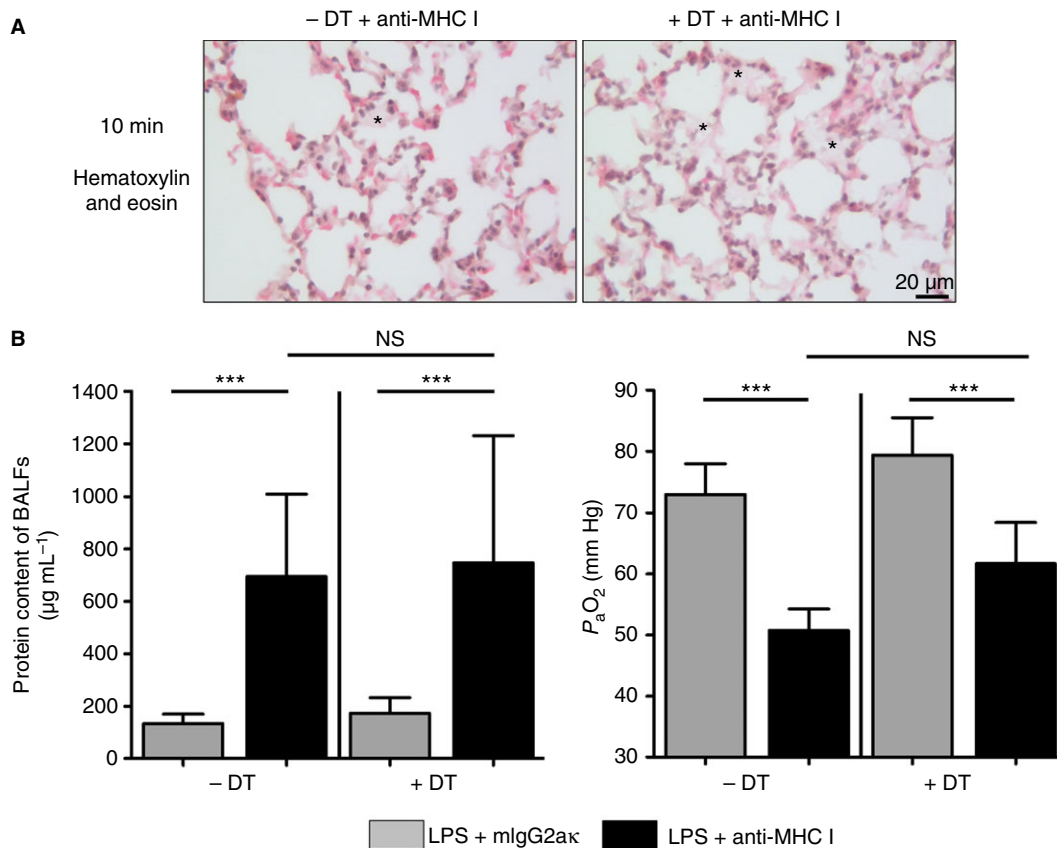 A
– DT + anti-MHC I
+ DT + anti-MHC I
10 min
Hematoxylin
and eosin
*
*
*
*
20 µm
B
NS
***
***
Protein content of BALFs
(µg mL⁻¹)
1400
1200
1000
800
600
400
200
0
– DT
+ DT
NS
***
***
PaO₂ (mm Hg)
90
80
70
60
50
40
30
– DT
+ DT
LPS + mIgG2aκ
LPS + anti-MHC I